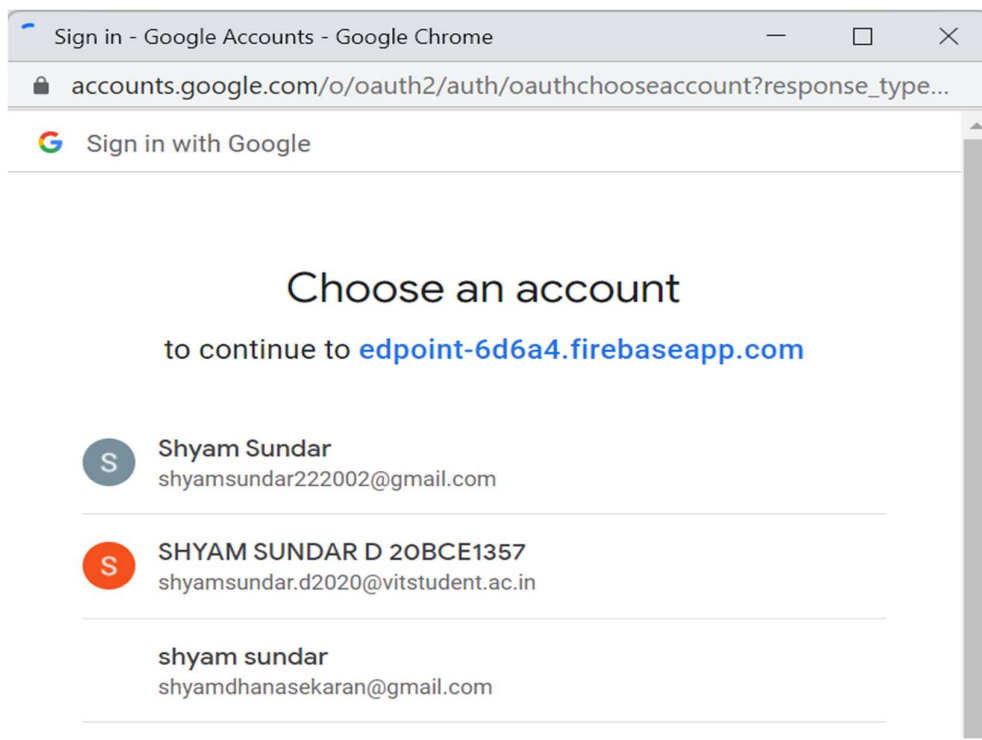 Sign in - Google Accounts - Google Chrome
accounts.google.com/o/oauth2/auth/oauthchooseaccount?response_type...
G Sign in with Google
Choose an account
to continue to edpoint-6d6a4.firebaseapp.com
S
Shyam Sundar
shyamsundar222002@gmail.com
S
SHYAM SUNDAR D 20BCE1357
shyamsundar.d2020@vitstudent.ac.in
shyam sundar
shyamdhanasekaran@gmail.com